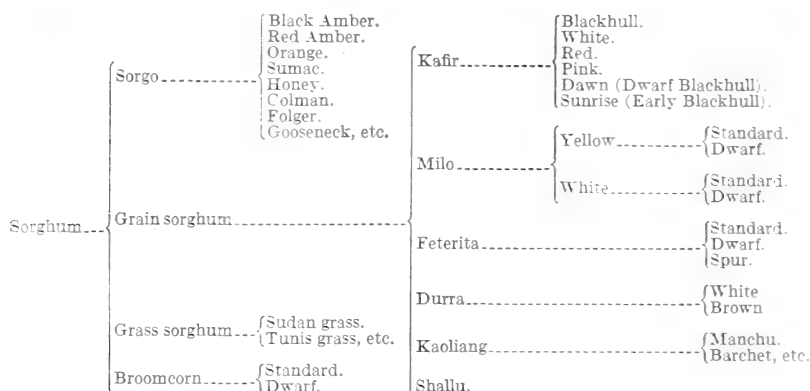 Sorghum
Sorgo
Black Amber.
Red Amber.
Orange.
Sumac.
Honey.
Colman.
Folger.
Gooseneck, etc.
Grain sorghum
Kafir
Blackhull.
White.
Red.
Pink.
Dawn (Dwarf Blackhull).
Sunrise (Early Blackhull).
Milo
Yellow
Standard.
Dwarf.
White
Standard.
Dwarf.
Feterita
Standard.
Dwarf.
Spur.
Durra
White
Brown
Kaoliang
Manchu.
Barchet, etc.
Shallu.
Grass sorghum
Sudan grass.
Tunis grass, etc.
Broomcorn
Standard.
Dwarf.